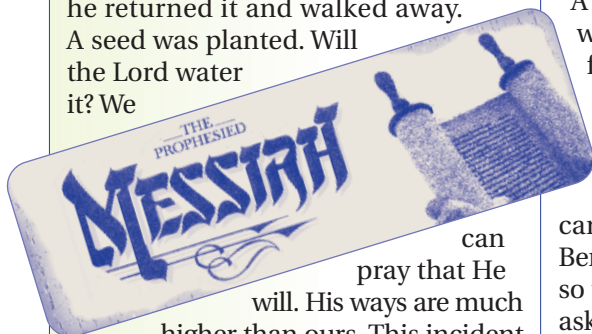 he returned it and walked away.
A seed was planted. Will
the Lord water
it? We
THE
PROPHESIED
MESSIAH
can
pray that He
will. His ways are much
higher than ours. This incident
A
w
f
car
Ber
so
ask